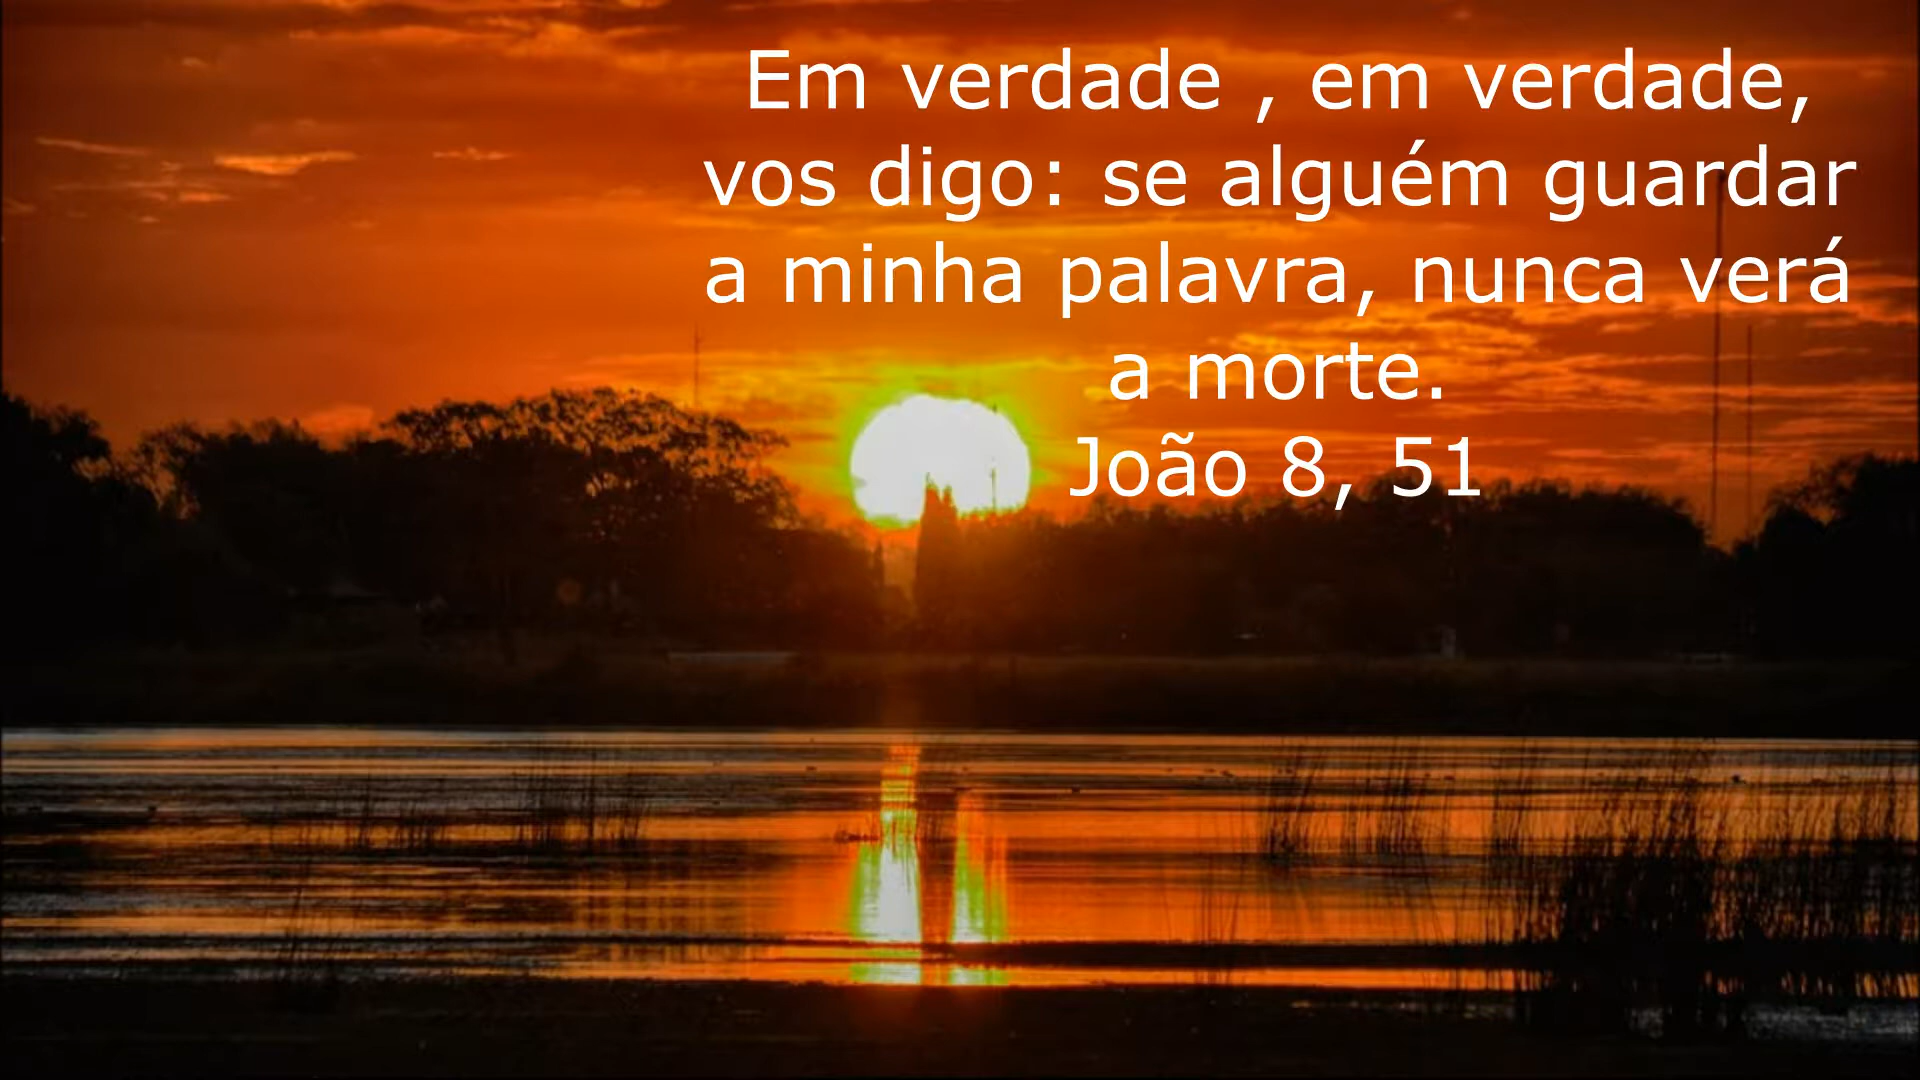 Em verdade , em verdade,
vos digo: se alguém guardar
a minha palavra, nunca verá
a morte.
João 8, 51